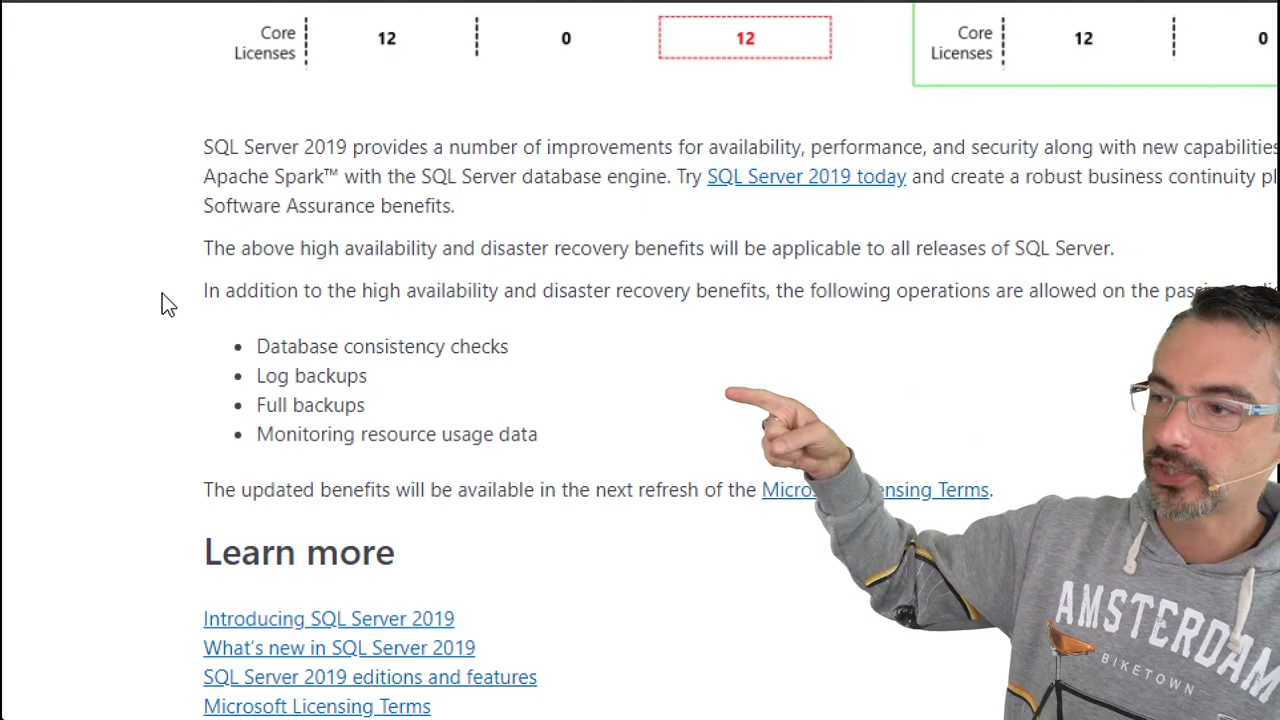 Core Licenses 12 0 12 Core Licenses 12 0
SQL Server 2019 provides a number of improvements for availability, performance, and security along with new capabilities
Apache Spark™ with the SQL Server database engine. Try SQL Server 2019 today and create a robust business continuity
Software Assurance benefits.
The above high availability and disaster recovery benefits will be applicable to all releases of SQL Server.
In addition to the high availability and disaster recovery benefits, the following operations are allowed on the
• Database consistency checks
• Log backups
• Full backups
• Monitoring resource usage data
The updated benefits will be available in the next refresh of the Terms.
Learn more
Introducing SQL Server 2019
What's new in SQL Server 2019
SQL Server 2019 editions and features
Microsoft Licensing Terms
AMSTERDAM
BIKETOWN